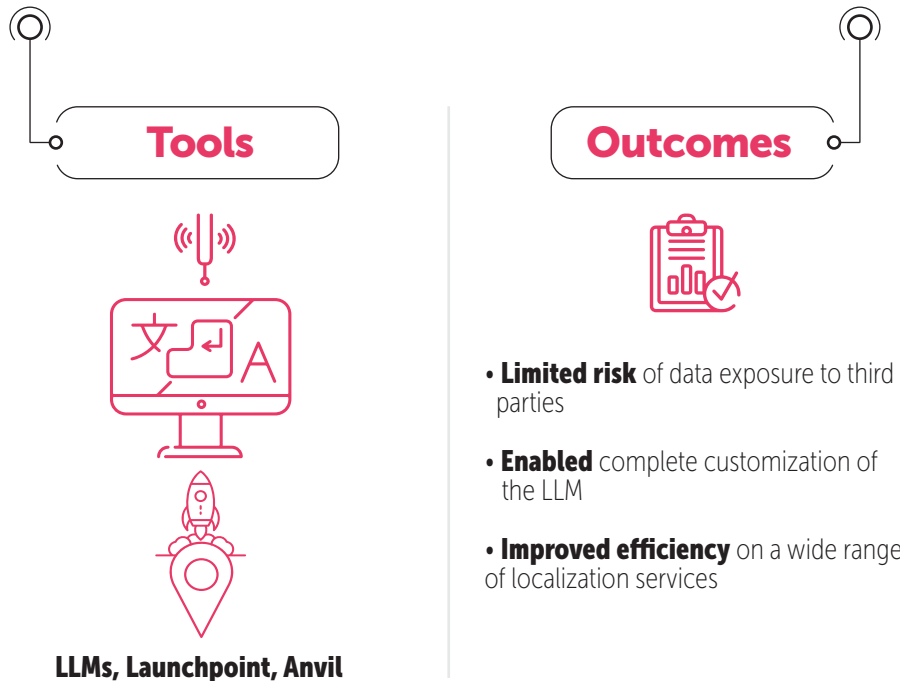 Tools
文
A
LLMs, Launchpoint, Anvil
Outcomes
• Limited risk of data exposure to third
parties
• Enabled complete customization of
the LLM
• Improved efficiency on a wide range
of localization services